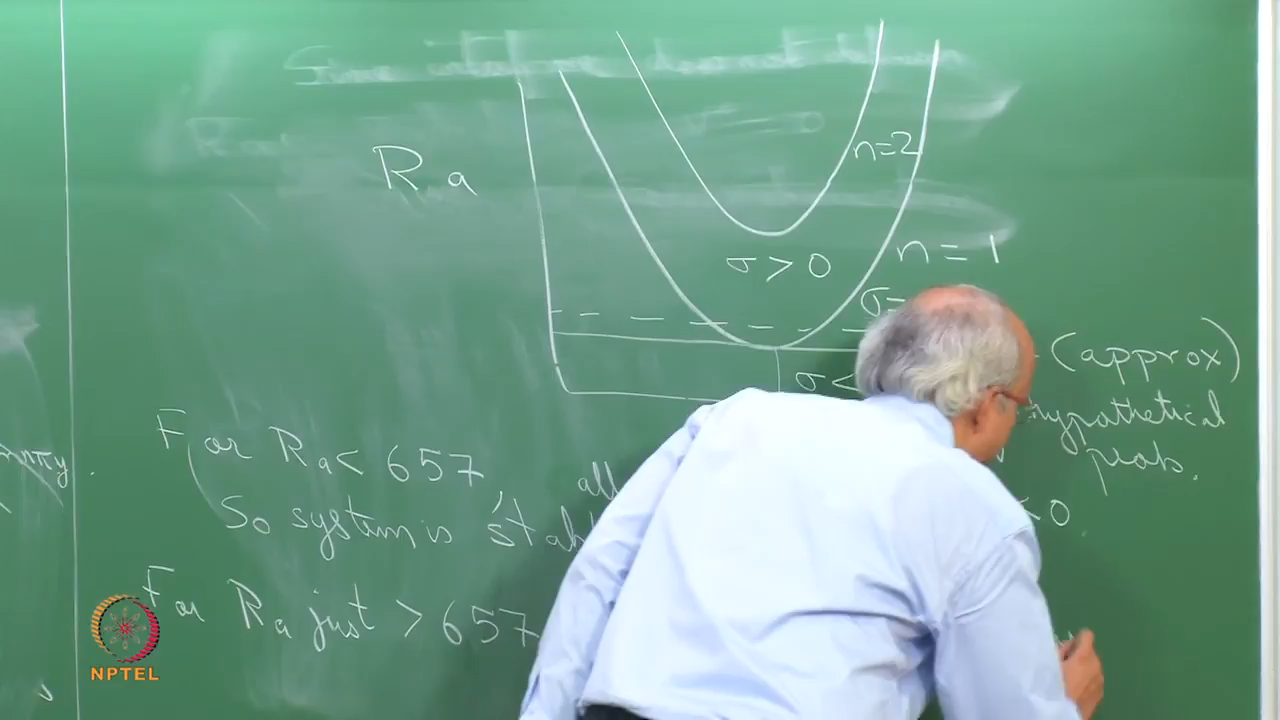 Ra
n=2
σ > 0
n = 1
σ=
(approx)
σ <
hypothetical
prob.
For Ra < 657, all
< 0
So system is stab
For Ra just > 657
NPTEL